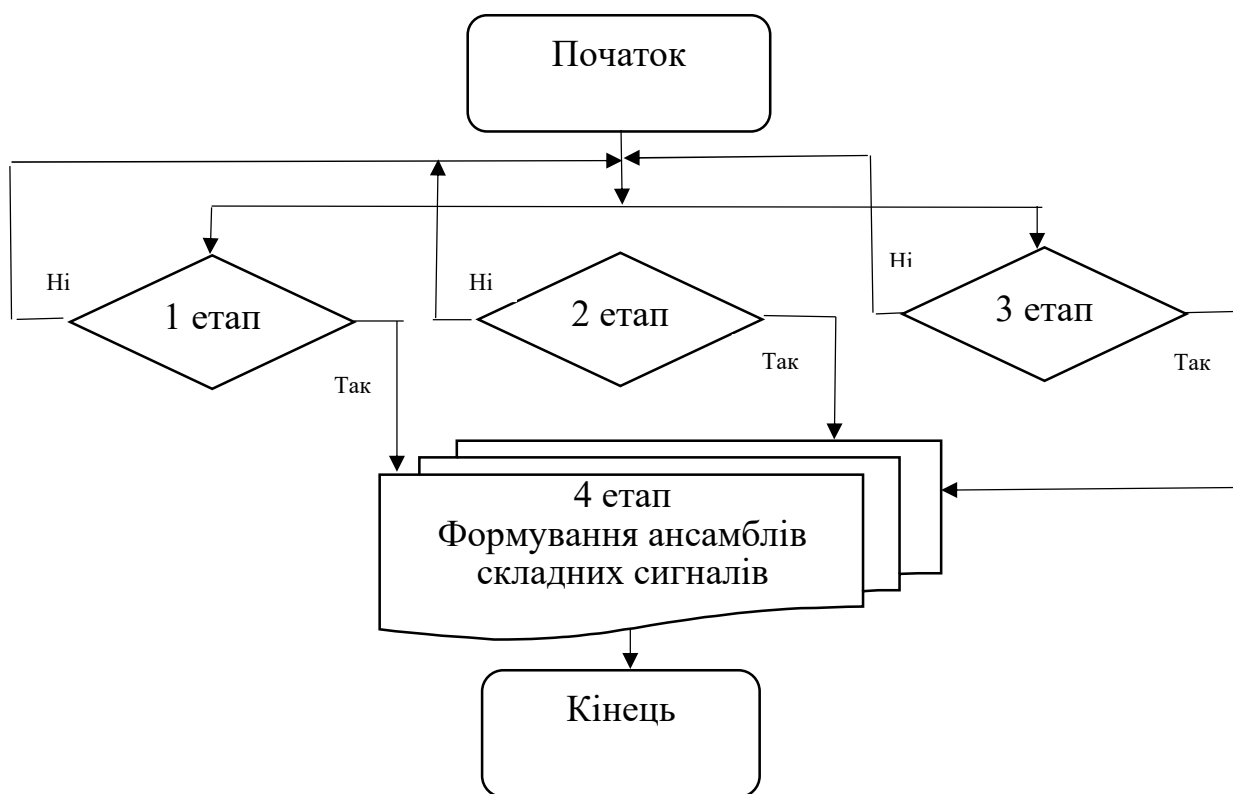 Початок
Ні
1 етап
Так
Ні
2 етап
Так
Ні
3 етап
Так
4 етап
Формування ансамблів
складних сигналів
Кінець